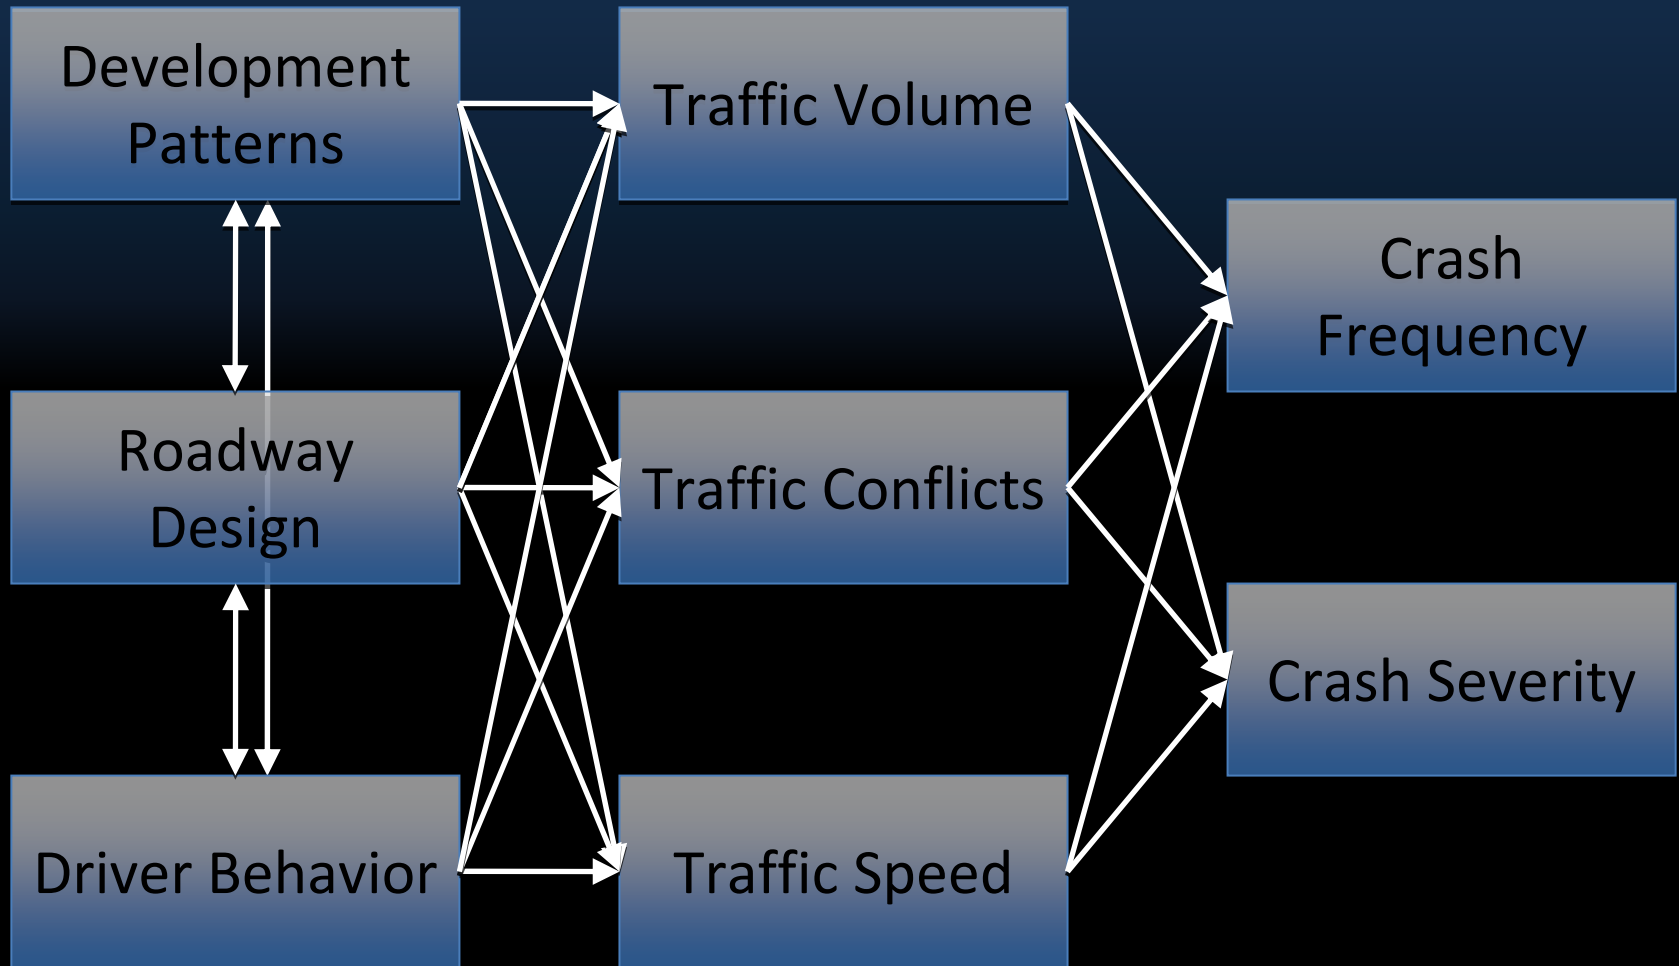 Development
Patterns
Traffic Volume
Crash
Frequency
Roadway
Design
Traffic Conflicts
Crash Severity
Driver Behavior
Traffic Speed